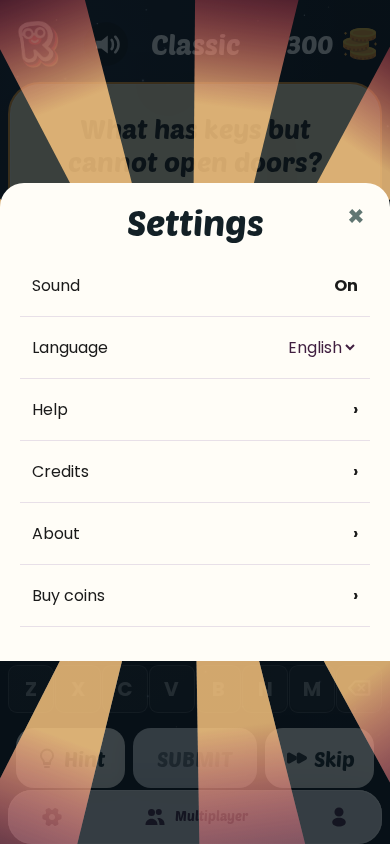 Classic
300
What has keys but
cannot open doors?
Settings
Sound On
Language English
Help
Credits
About
Buy coins
Z X C V B N M
Hint SUBMIT Skip
Multiplayer